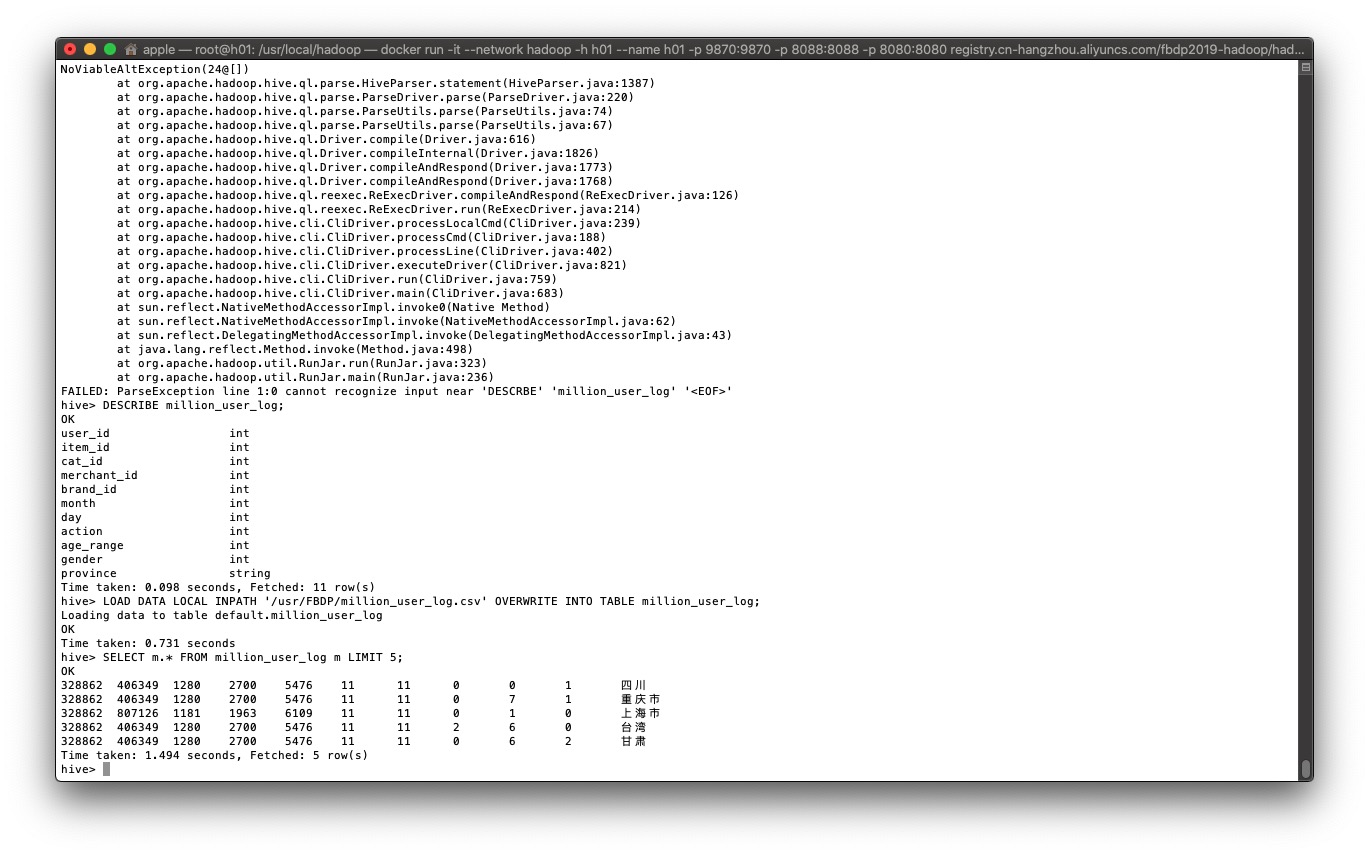 apple — root@h01: /usr/local/hadoop — docker run -it --network hadoop -h h01 --name h01 -p 9870:9870 -p 8088:8088 -p 8080:8080 registry.cn-hangzhou.aliyuncs.com/fbdp2019-hadoop/had...
NoViableAltException(24@[])
        at org.apache.hadoop.hive.ql.parse.HiveParser.statement(HiveParser.java:1387)
        at org.apache.hadoop.hive.ql.parse.ParseDriver.parse(ParseDriver.java:220)
        at org.apache.hadoop.hive.ql.parse.ParseUtils.parse(ParseUtils.java:74)
        at org.apache.hadoop.hive.ql.parse.ParseUtils.parse(ParseUtils.java:67)
        at org.apache.hadoop.hive.ql.Driver.compile(Driver.java:616)
        at org.apache.hadoop.hive.ql.Driver.compileInternal(Driver.java:1826)
        at org.apache.hadoop.hive.ql.Driver.compileAndRespond(Driver.java:1773)
        at org.apache.hadoop.hive.ql.Driver.compileAndRespond(Driver.java:1768)
        at org.apache.hadoop.hive.ql.reexec.ReExecDriver.compileAndRespond(ReExecDriver.java:126)
        at org.apache.hadoop.hive.ql.reexec.ReExecDriver.run(ReExecDriver.java:214)
        at org.apache.hadoop.hive.cli.CliDriver.processLocalCmd(CliDriver.java:239)
        at org.apache.hadoop.hive.cli.CliDriver.processCmd(CliDriver.java:188)
        at org.apache.hadoop.hive.cli.CliDriver.processLine(CliDriver.java:402)
        at org.apache.hadoop.hive.cli.CliDriver.executeDriver(CliDriver.java:821)
        at org.apache.hadoop.hive.cli.CliDriver.run(CliDriver.java:759)
        at org.apache.hadoop.hive.cli.CliDriver.main(CliDriver.java:683)
        at sun.reflect.NativeMethodAccessorImpl.invoke0(Native Method)
        at sun.reflect.NativeMethodAccessorImpl.invoke(NativeMethodAccessorImpl.java:62)
        at sun.reflect.DelegatingMethodAccessorImpl.invoke(DelegatingMethodAccessorImpl.java:43)
        at java.lang.reflect.Method.invoke(Method.java:498)
        at org.apache.hadoop.util.RunJar.run(RunJar.java:323)
        at org.apache.hadoop.util.RunJar.main(RunJar.java:236)
FAILED: ParseException line 1:0 cannot recognize input near 'DESCRBE' 'million_user_log' '<EOF>'
hive> DESCRIBE million_user_log;
OK
user_id                 int
item_id                 int
cat_id                  int
merchant_id             int
brand_id                int
month                   int
day                     int
action                  int
age_range               int
gender                  int
province                string
Time taken: 0.098 seconds, Fetched: 11 row(s)
hive> LOAD DATA LOCAL INPATH '/usr/FBDP/million_user_log.csv' OVERWRITE INTO TABLE million_user_log;
Loading data to table default.million_user_log
OK
Time taken: 0.731 seconds
hive> SELECT m.* FROM million_user_log m LIMIT 5;
OK
328862  406349  1280    2700    5476    11      11      0       0       1       四川
328862  406349  1280    2700    5476    11      11      0       7       1       重庆市
328862  807126  1181    1963    6109    11      11      0       1       0       上海市
328862  406349  1280    2700    5476    11      11      2       6       0       台湾
328862  406349  1280    2700    5476    11      11      0       6       2       甘肃
Time taken: 1.494 seconds, Fetched: 5 row(s)
hive>